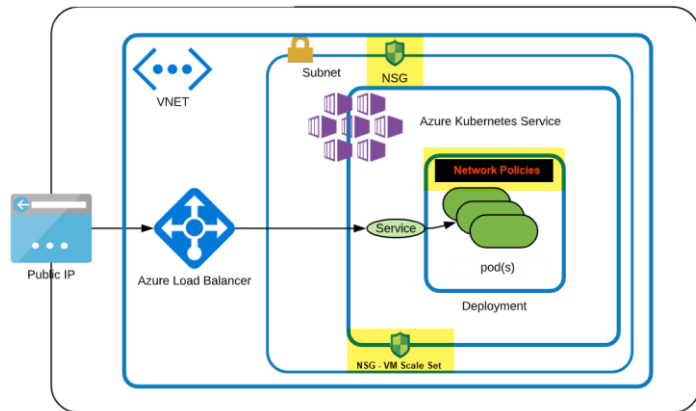 Subnet
NSG
VNET
Azure Kubernetes Service
Network Policies
Service
Public IP
Azure Load Balancer
pod(s)
Deployment
NSG - VM Scale Set